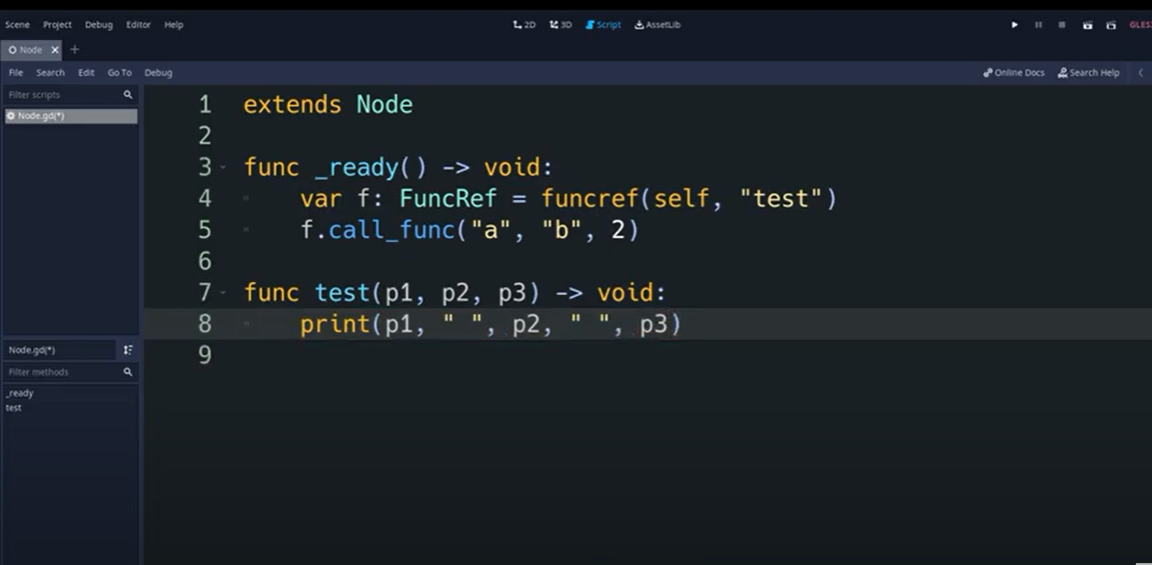 Scene Project Debug Editor Help 2D 3D Script AssetLib
Node
File Search Edit Go To Debug Online Docs Search Help
Filter scripts
Node.gd(*)
1 extends Node
2
3 func _ready() -> void:
4 var f: FuncRef = funcref(self, "test")
5 f.call_func("a", "b", 2)
6
7 func test(p1, p2, p3) -> void:
8 print(p1, " ", p2, " ", p3)
9
Node.gd(*)
Filter methods
_ready
test